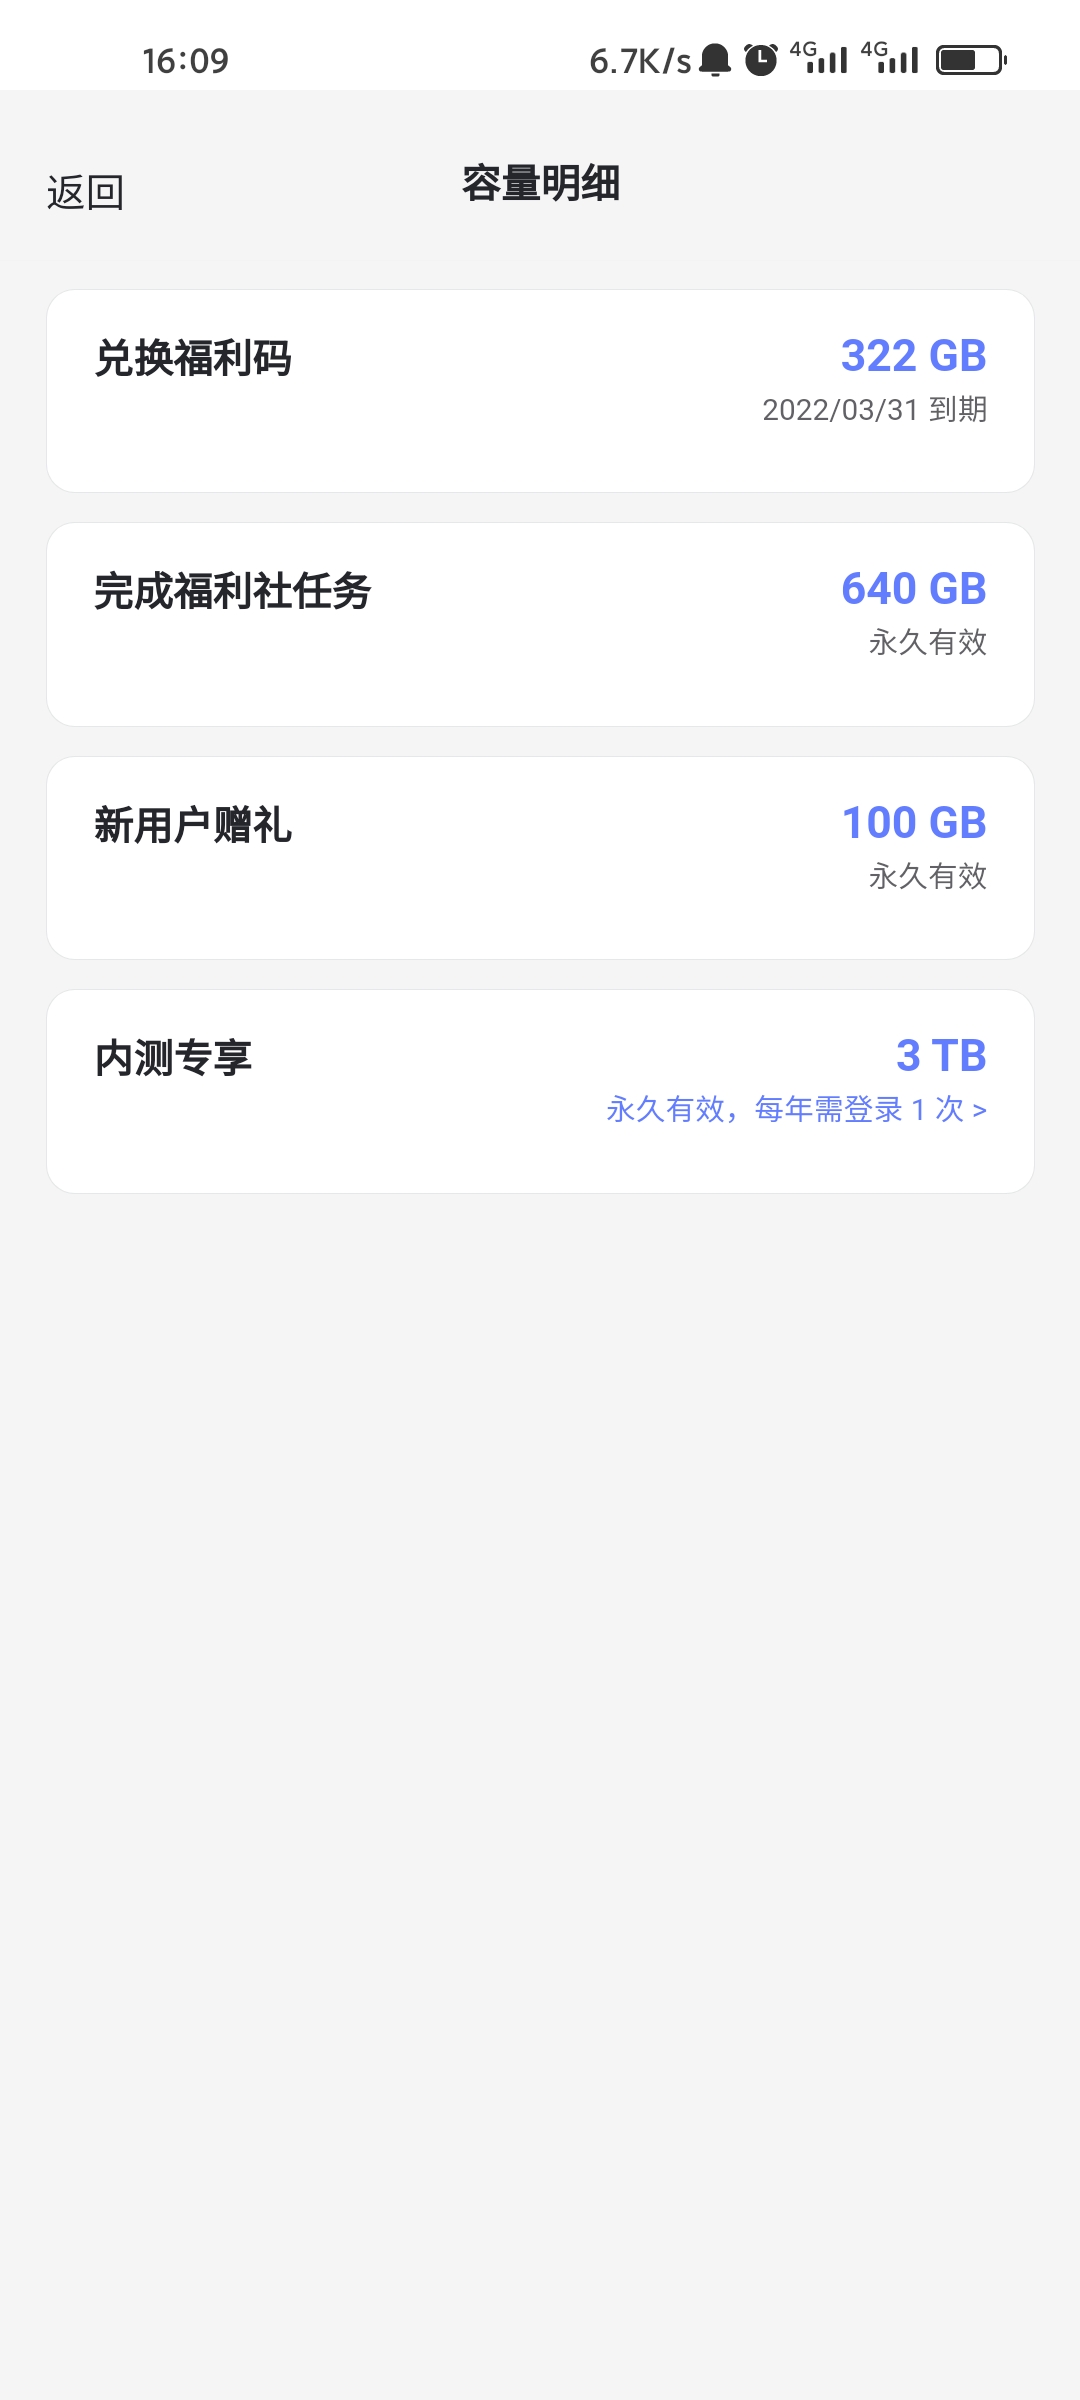 16:09
6.7K/s 4G 4G
返回
容量明细
兑换福利码
322 GB
2022/03/31 到期
完成福利社任务
640 GB
永久有效
新用户赠礼
100 GB
永久有效
内测专享
3 TB
永久有效，每年需登录 1 次 >